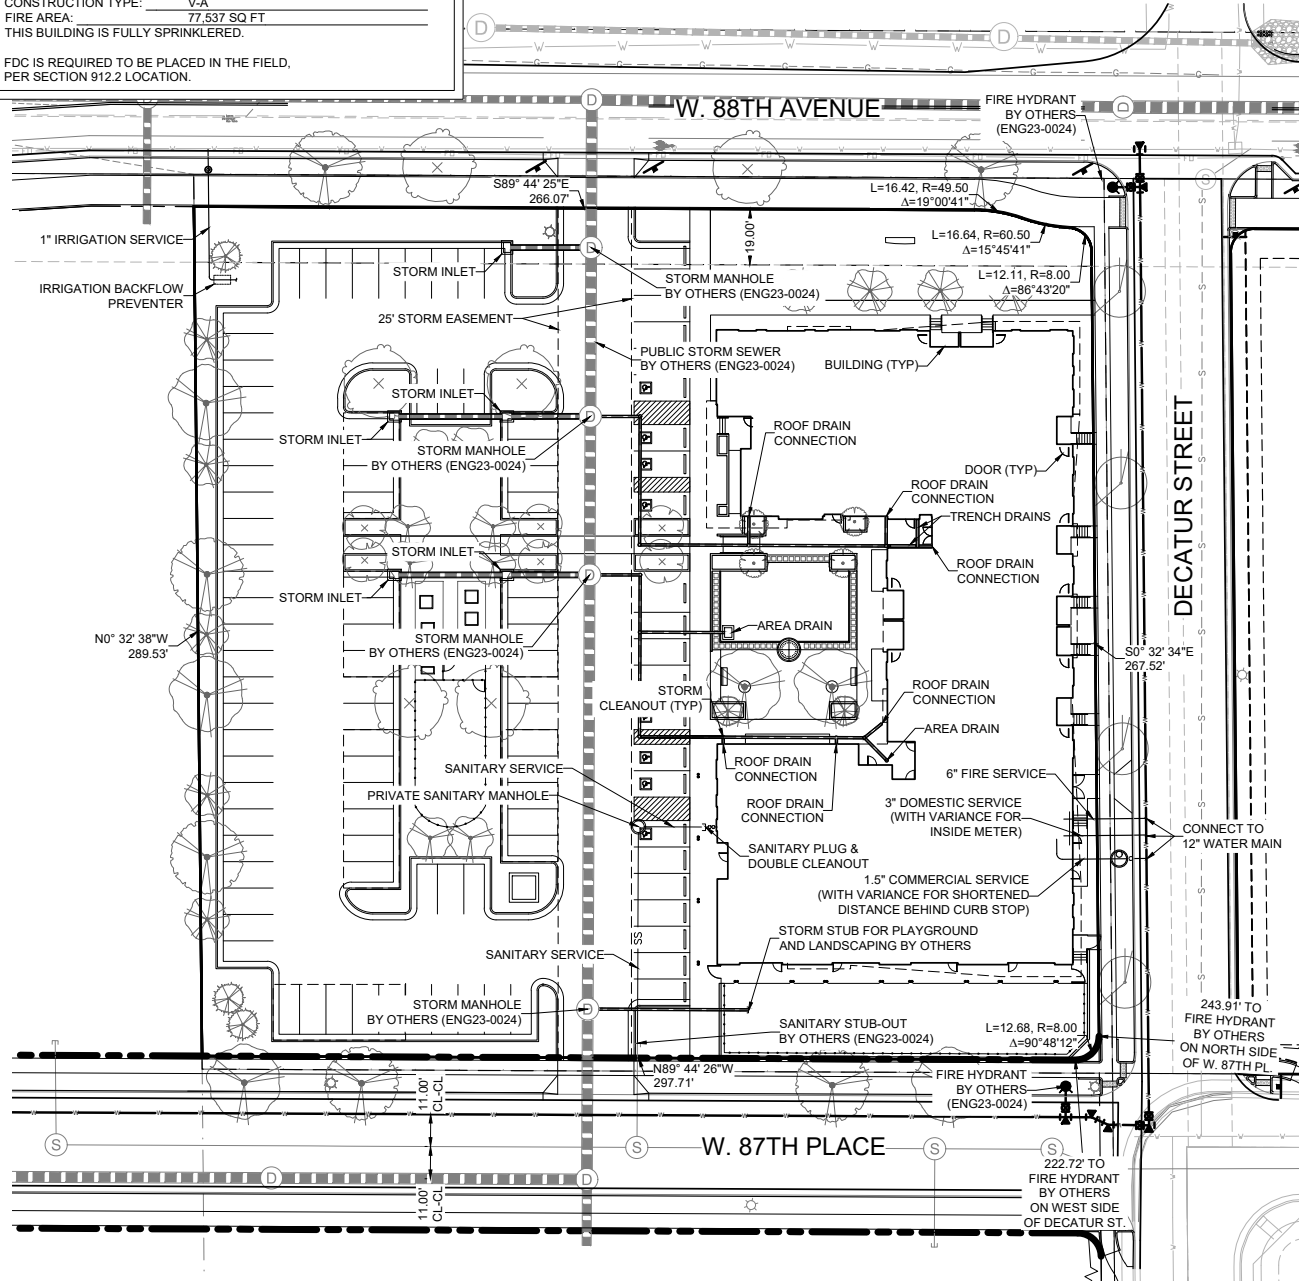 CONSTRUCTION TYPE: V-A
FIRE AREA: 77,537 SQ FT
THIS BUILDING IS FULLY SPRINKLERED.
FDC IS REQUIRED TO BE PLACED IN THE FIELD,
PER SECTION 912.2 LOCATION.
W. 88TH AVENUE
FIRE HYDRANT
BY OTHERS
(ENG23-0024)
S89° 44' 25"E
266.07'
L=16.42, R=49.50
Δ=19°00'41"
L=16.64, R=60.50
Δ=15°45'41"
L=12.11, R=8.00
Δ=86°43'20"
19.00'
1" IRRIGATION SERVICE
IRRIGATION BACKFLOW
PREVENTER
STORM INLET
STORM MANHOLE
BY OTHERS (ENG23-0024)
25' STORM EASEMENT
PUBLIC STORM SEWER
BY OTHERS (ENG23-0024)
BUILDING (TYP)
STORM INLET
STORM INLET
STORM MANHOLE
BY OTHERS (ENG23-0024)
ROOF DRAIN
CONNECTION
DOOR (TYP)
ROOF DRAIN
CONNECTION
TRENCH DRAINS
ROOF DRAIN
CONNECTION
DECATUR STREET
STORM INLET
STORM INLET
N0° 32' 38"W
289.53'
STORM MANHOLE
BY OTHERS (ENG23-0024)
AREA DRAIN
S0° 32' 34"E
267.52'
STORM
CLEANOUT (TYP)
ROOF DRAIN
CONNECTION
AREA DRAIN
SANITARY SERVICE
PRIVATE SANITARY MANHOLE
ROOF DRAIN
CONNECTION
ROOF DRAIN
CONNECTION
6" FIRE SERVICE
3" DOMESTIC SERVICE
(WITH VARIANCE FOR
INSIDE METER)
CONNECT TO
12" WATER MAIN
SANITARY PLUG &
DOUBLE CLEANOUT
1.5" COMMERCIAL SERVICE
(WITH VARIANCE FOR SHORTENED
DISTANCE BEHIND CURB STOP)
STORM STUB FOR PLAYGROUND
AND LANDSCAPING BY OTHERS
SS
SANITARY SERVICE
STORM MANHOLE
BY OTHERS (ENG23-0024)
SANITARY STUB-OUT
BY OTHERS (ENG23-0024)
L=12.68, R=8.00
Δ=90°48'12"
243.91' TO
FIRE HYDRANT
BY OTHERS
ON NORTH SIDE
OF W. 87TH PL.
N89° 44' 26"W
297.71'
FIRE HYDRANT
BY OTHERS
(ENG23-0024)
11.00'
CL-CL
W. 87TH PLACE
11.00'
CL-CL
222.72' TO
FIRE HYDRANT
BY OTHERS
ON WEST SIDE
OF DECATUR ST.